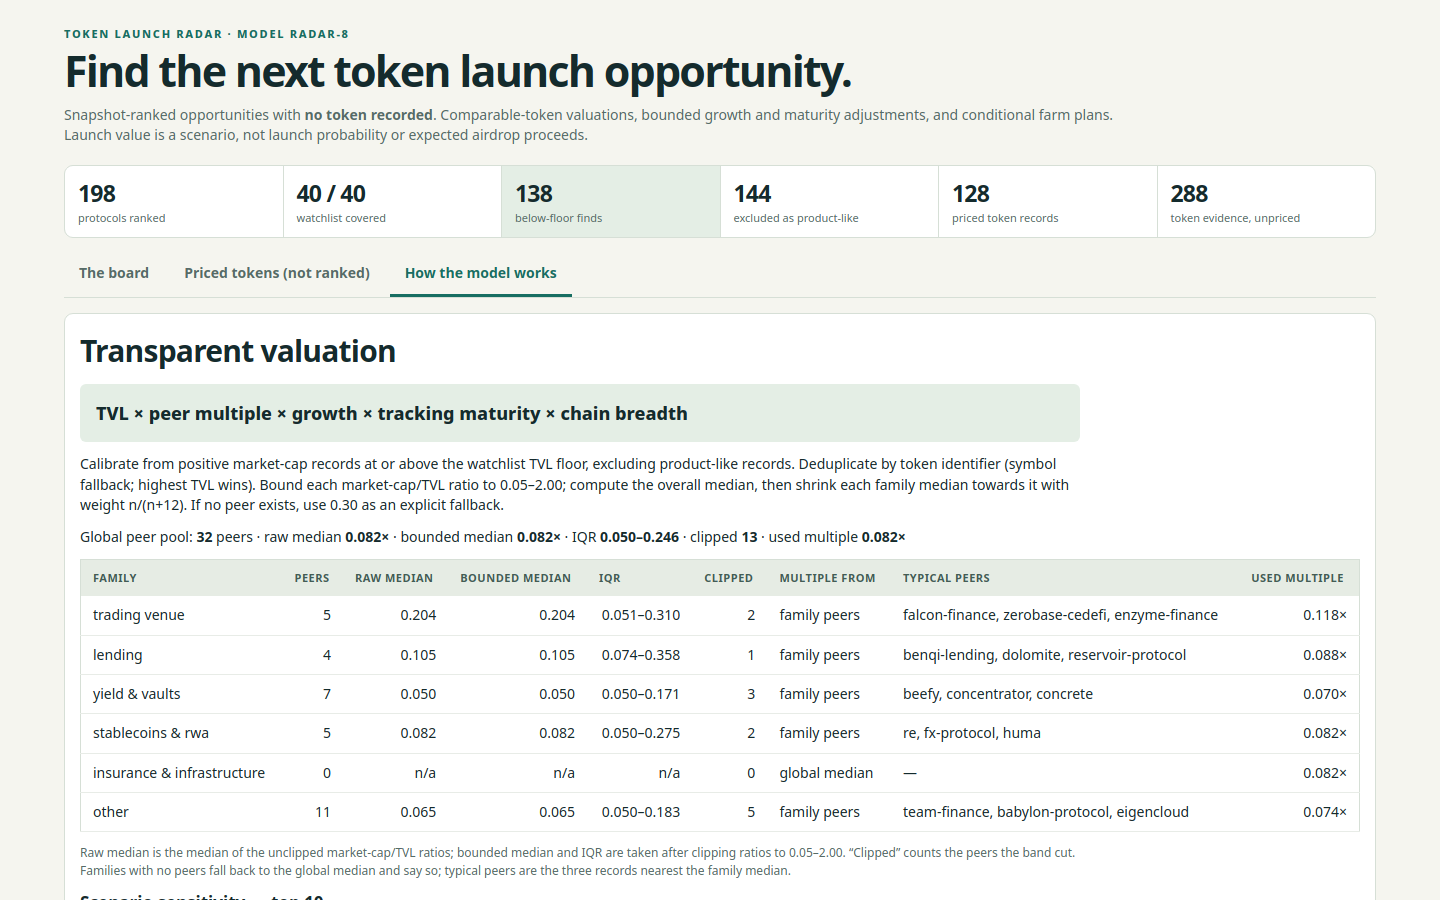 TOKEN LAUNCH RADAR · MODEL RADAR-8
Find the next token launch opportunity.
Snapshot-ranked opportunities with no token recorded. Comparable-token valuations, bounded growth and maturity adjustments, and conditional farm plans.
Launch value is a scenario, not launch probability or expected airdrop proceeds.
198 40 / 40 138 144 128 288
protocols ranked watchlist covered below-floor finds excluded as product-like priced token records token evidence, unpriced
The board Priced tokens (not ranked) How the model works
Transparent valuation
TVL × peer multiple × growth × tracking maturity × chain breadth
Calibrate from positive market-cap records at or above the watchlist TVL floor, excluding product-like records. Deduplicate by token identifier (symbol
fallback; highest TVL wins). Bound each market-cap/TVL ratio to 0.05–2.00; compute the overall median, then shrink each family median towards it with
weight n/(n+12). If no peer exists, use 0.30 as an explicit fallback.
Global peer pool: 32 peers · raw median 0.082× · bounded median 0.082× · IQR 0.050–0.246 · clipped 13 · used multiple 0.082×
FAMILY PEERS RAW MEDIAN BOUNDED MEDIAN IQR CLIPPED MULTIPLE FROM TYPICAL PEERS USED MULTIPLE
trading venue 5 0.204 0.204 0.051–0.310 2 family peers falcon-finance, zerobase-cedefi, enzyme-finance 0.118×
lending 4 0.105 0.105 0.074–0.358 1 family peers benqi-lending, dolomite, reservoir-protocol 0.088×
yield & vaults 7 0.050 0.050 0.050–0.171 3 family peers beefy, concentrator, concrete 0.070×
stablecoins & rwa 5 0.082 0.082 0.050–0.275 2 family peers re, fx-protocol, huma 0.082×
insurance & infrastructure 0 n/a n/a n/a 0 global median — 0.082×
other 11 0.065 0.065 0.050–0.183 5 family peers team-finance, babylon-protocol, eigencloud 0.074×
Raw median is the median of the unclipped market-cap/TVL ratios; bounded median and IQR are taken after clipping ratios to 0.05–2.00. “Clipped” counts the peers the band cut.
Families with no peers fall back to the global median and say so; typical peers are the three records nearest the family median.
Scenario sensitivity — top 10